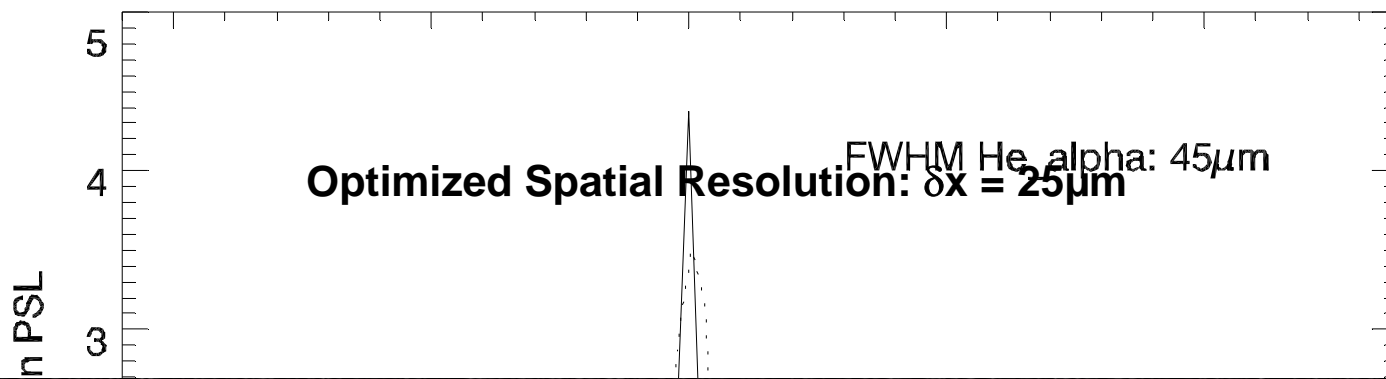 5
FWHM He_alpha: 45μm
4
Optimized Spatial Resolution: δx = 25μm
3
n PSL